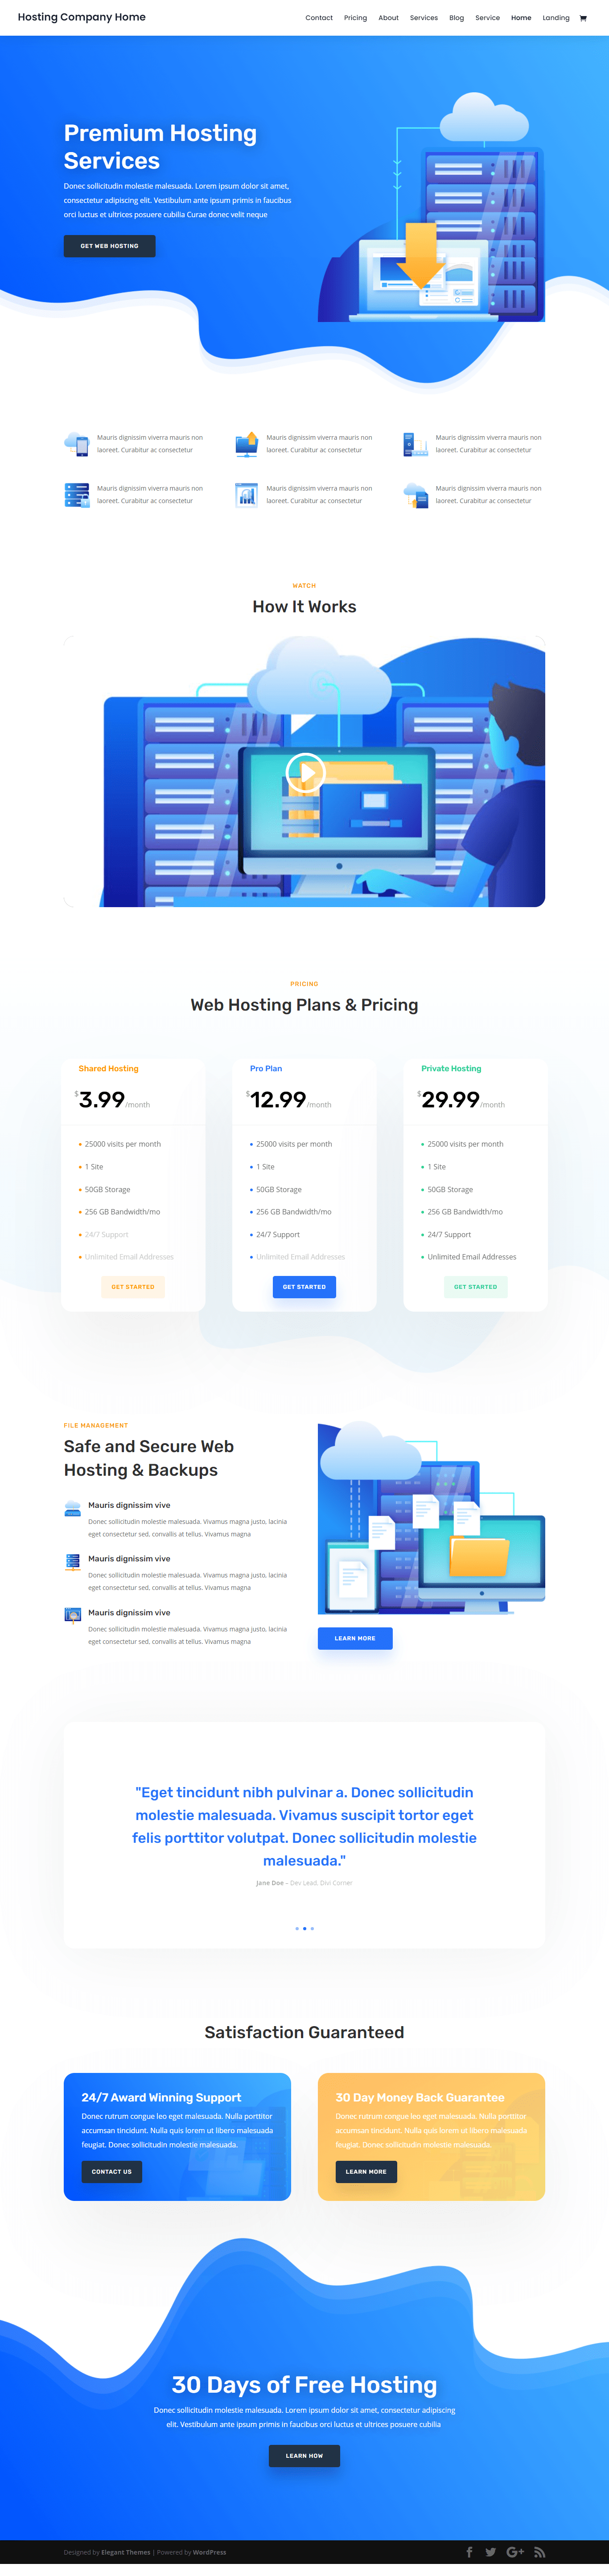 Hosting Company Home
Contact Pricing About Services Blog Service Home Landing
Premium Hosting
Services
Donec sollicitudin molestie malesuada. Lorem ipsum dolor sit amet,
consectetur adipiscing elit. Vestibulum ante ipsum primis in faucibus
orci luctus et ultrices posuere cubilia Curae donec velit neque
GET WEB HOSTING
Mauris dignissim viverra mauris non
laoreet. Curabitur ac consectetur
Mauris dignissim viverra mauris non
laoreet. Curabitur ac consectetur
Mauris dignissim viverra mauris non
laoreet. Curabitur ac consectetur
Mauris dignissim viverra mauris non
laoreet. Curabitur ac consectetur
Mauris dignissim viverra mauris non
laoreet. Curabitur ac consectetur
Mauris dignissim viverra mauris non
laoreet. Curabitur ac consectetur
WATCH
How It Works
PRICING
Web Hosting Plans & Pricing
Shared Hosting
$3.99/month
25000 visits per month
1 Site
50GB Storage
256 GB Bandwidth/mo
24/7 Support
Unlimited Email Addresses
GET STARTED
Pro Plan
$12.99/month
25000 visits per month
1 Site
50GB Storage
256 GB Bandwidth/mo
24/7 Support
Unlimited Email Addresses
GET STARTED
Private Hosting
$29.99/month
25000 visits per month
1 Site
50GB Storage
256 GB Bandwidth/mo
24/7 Support
Unlimited Email Addresses
GET STARTED
FILE MANAGEMENT
Safe and Secure Web
Hosting & Backups
Mauris dignissim vive
Donec sollicitudin molestie malesuada. Vivamus magna justo, lacinia
eget consectetur sed, convallis at tellus. Vivamus magna
Mauris dignissim vive
Donec sollicitudin molestie malesuada. Vivamus magna justo, lacinia
eget consectetur sed, convallis at tellus. Vivamus magna
Mauris dignissim vive
Donec sollicitudin molestie malesuada. Vivamus magna justo, lacinia
eget consectetur sed, convallis at tellus. Vivamus magna
LEARN MORE
"Eget tincidunt nibh pulvinar a. Donec sollicitudin
molestie malesuada. Vivamus suscipit tortor eget
felis porttitor volutpat. Donec sollicitudin molestie
malesuada."
Jane Doe – Dev Lead, Divi Corner
Satisfaction Guaranteed
24/7 Award Winning Support
Donec rutrum congue leo eget malesuada. Nulla porttitor
accumsan tincidunt. Nulla quis lorem ut libero malesuada
feugiat. Donec sollicitudin molestie malesuada.
CONTACT US
30 Day Money Back Guarantee
Donec rutrum congue leo eget malesuada. Nulla porttitor
accumsan tincidunt. Nulla quis lorem ut libero malesuada
feugiat. Donec sollicitudin molestie malesuada.
LEARN MORE
30 Days of Free Hosting
Donec sollicitudin molestie malesuada. Lorem ipsum dolor sit amet, consectetur adipiscing
elit. Vestibulum ante ipsum primis in faucibus orci luctus et ultrices posuere cubilia
LEARN HOW
Designed by Elegant Themes | Powered by WordPress